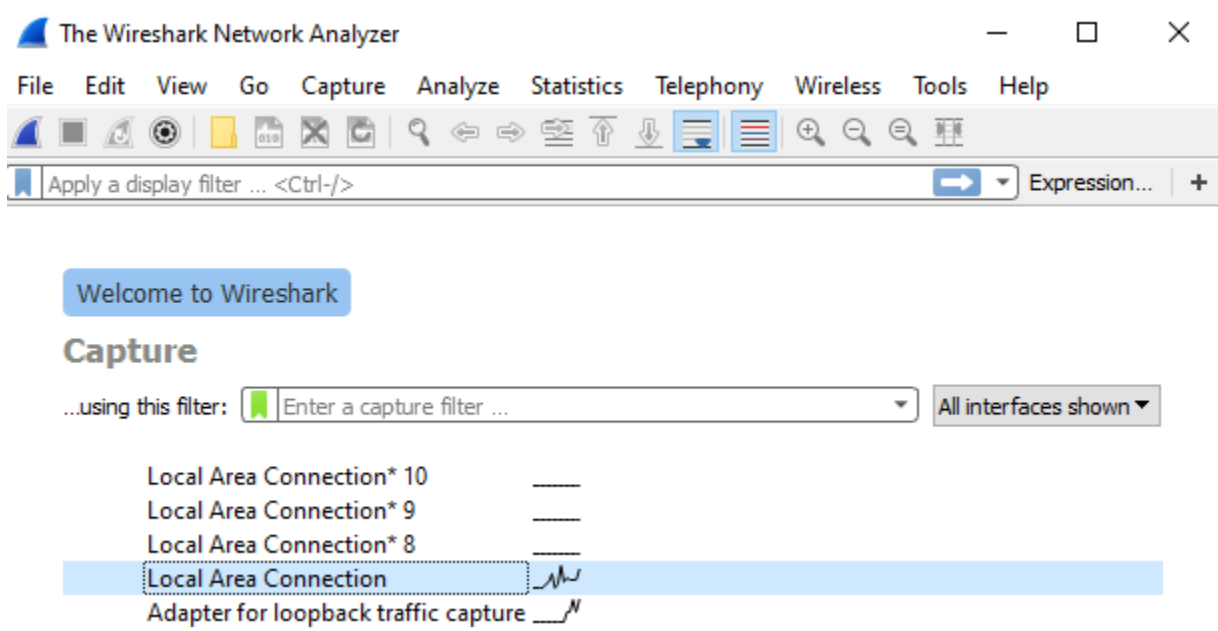 The Wireshark Network Analyzer
File Edit View Go Capture Analyze Statistics Telephony Wireless Tools Help
Apply a display filter ... <Ctrl-/> Expression... +
Welcome to Wireshark
Capture
...using this filter: Enter a capture filter ... All interfaces shown
Local Area Connection* 10
Local Area Connection* 9
Local Area Connection* 8
Local Area Connection
Adapter for loopback traffic capture